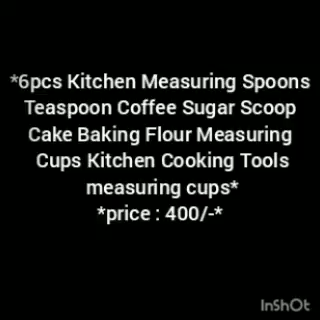 *6pcs Kitchen Measuring Spoons
Teaspoon Coffee Sugar Scoop
Cake Baking Flour Measuring
Cups Kitchen Cooking Tools
measuring cups*
*price : 400/-*
InShOt